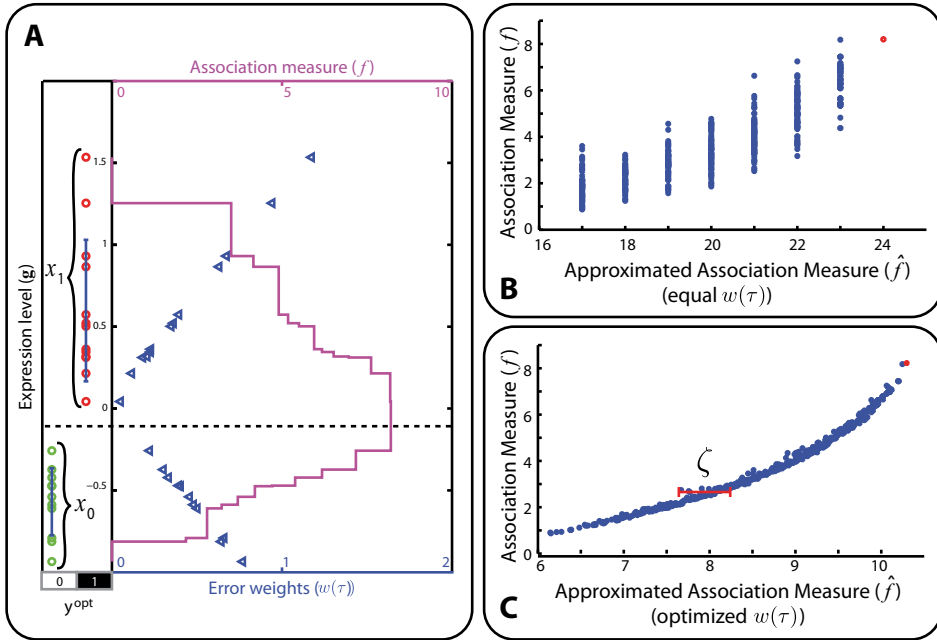 A
Association measure (f)
0 5 10
Expression level (g)
1.5
1
0.5
0
−0.5
x1
x0
0 1 2
0 1
Error weights (w(τ))
y^opt
B
Association Measure (f)
8
6
4
2
0
16 18 20 22 24
Approximated Association Measure (f̂)
(equal w(τ))
C
Association Measure (f)
8
6
4
2
0
ζ
6 7 8 9 10
Approximated Association Measure (f̂)
(optimized w(τ))